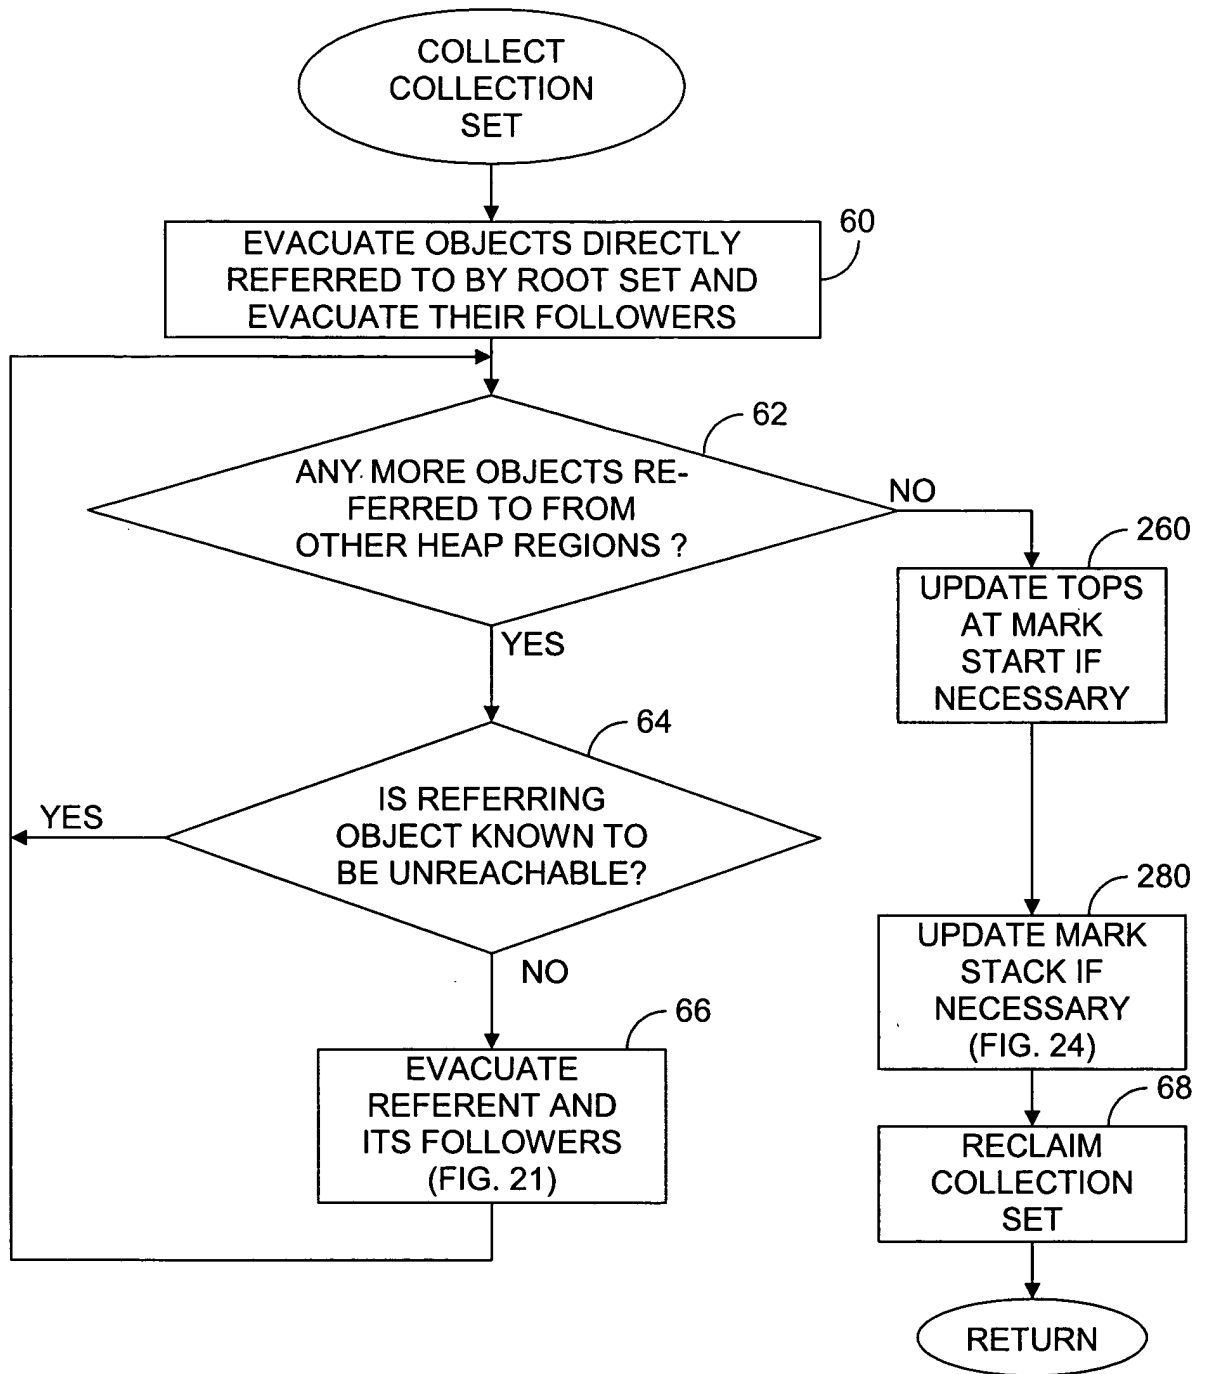 COLLECT
COLLECTION
SET
60
EVACUATE OBJECTS DIRECTLY
REFERRED TO BY ROOT SET AND
EVACUATE THEIR FOLLOWERS
62
ANY MORE OBJECTS RE-
FERRED TO FROM
OTHER HEAP REGIONS ?
NO
YES
260
UPDATE TOPS
AT MARK
START IF
NECESSARY
64
IS REFERRING
OBJECT KNOWN TO
BE UNREACHABLE?
YES
NO
280
UPDATE MARK
STACK IF
NECESSARY
(FIG. 24)
66
EVACUATE
REFERENT AND
ITS FOLLOWERS
(FIG. 21)
68
RECLAIM
COLLECTION
SET
RETURN